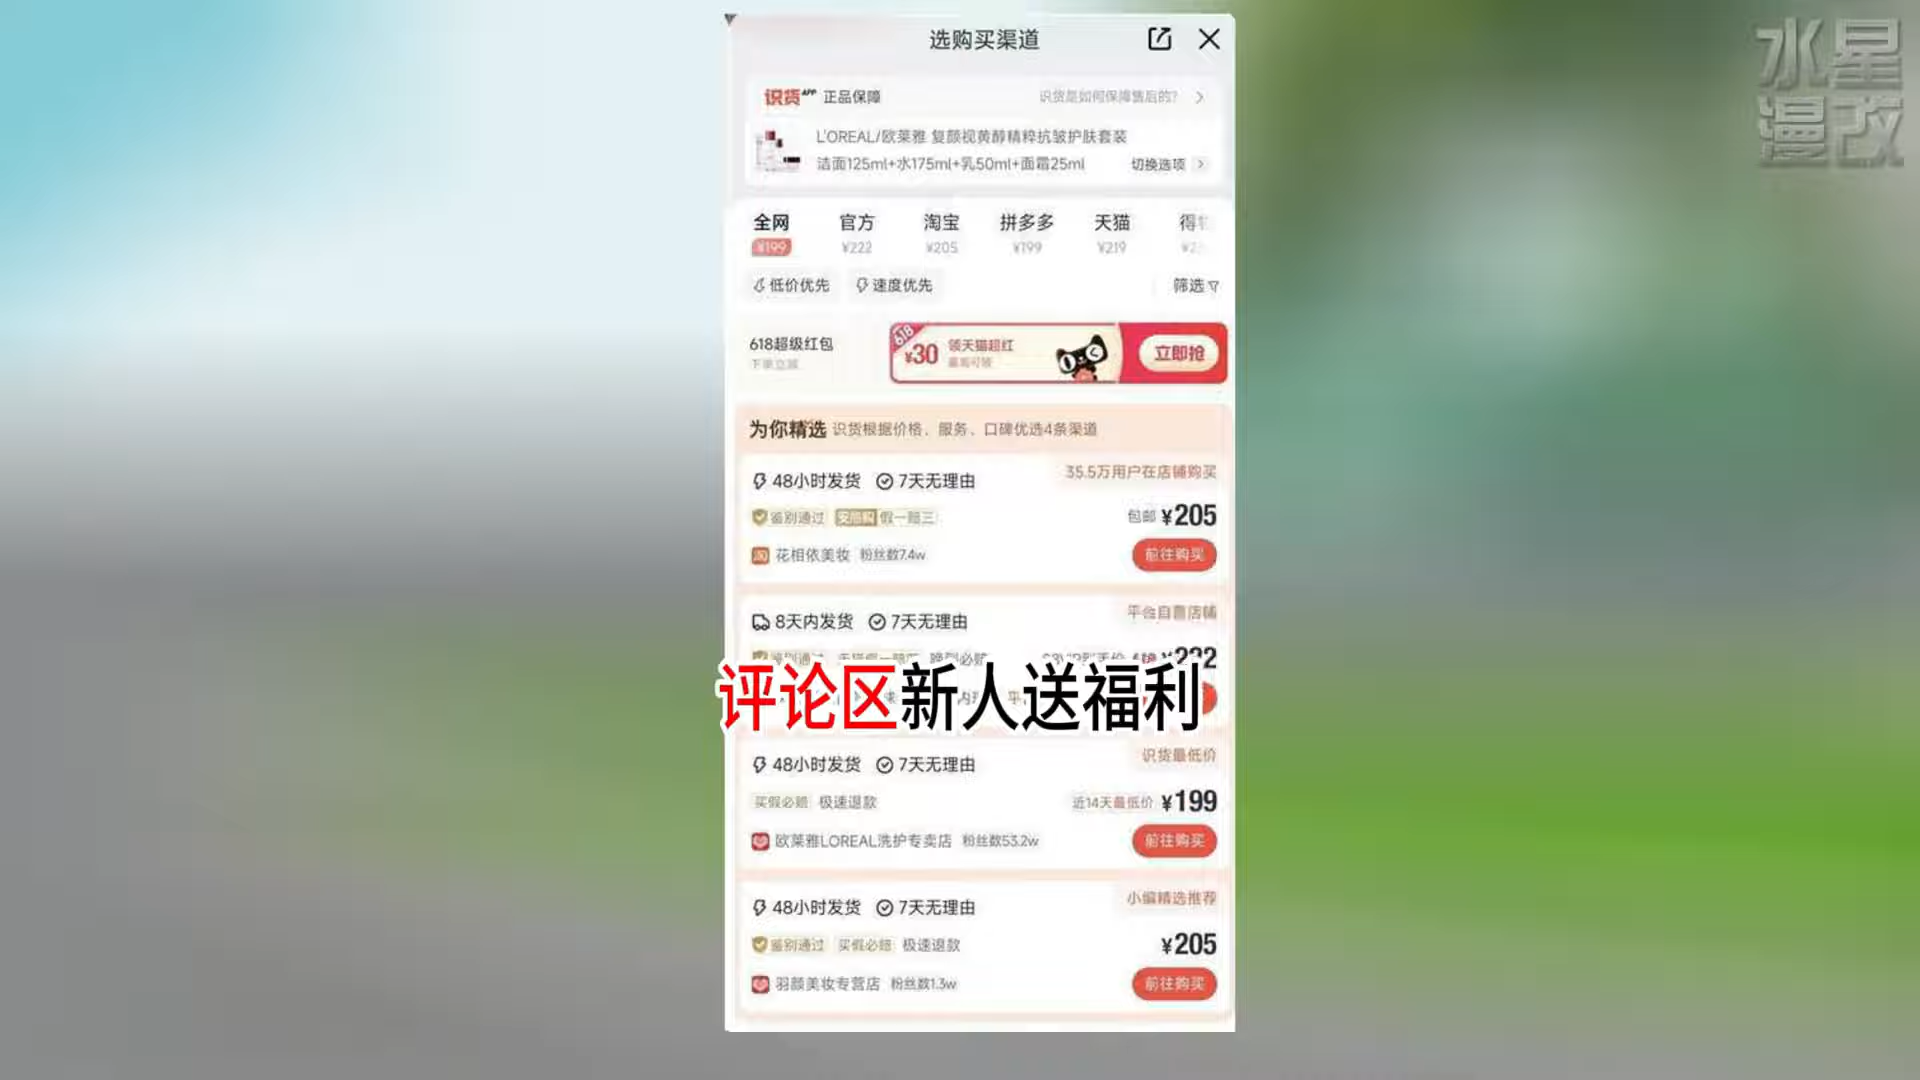 选购买渠道
水星
漫改
识货APP 正品保障
识货是如何保障售后的?
L'OREAL/欧莱雅 复颜视黄醇精粹抗皱护肤套装
洁面125ml+水175ml+乳50ml+面霜25ml
切换选项
全网 官方 淘宝 拼多多 天猫
¥199 ¥222 ¥205 ¥199 ¥219
低价优先 速度优先 筛选
618超级红包
下单立减
618
¥30 领天猫超红
最高可领
立即抢
为你精选 识货根据价格、服务、口碑优选4条渠道
48小时发货 7天无理由
35.5万用户在店铺购买
鉴别通过 假一赔三
包邮 ¥205
花相依美妆 粉丝数7.4w
前往购买
8天内发货 7天无理由
平台自营店铺
鉴别通过
¥222
评论区新人送福利
48小时发货 7天无理由
识货最低价
买假必赔 极速退款
近14天最低价 ¥199
欧莱雅LOREAL洗护专卖店 粉丝数53.2w
前往购买
48小时发货 7天无理由
小编精选推荐
鉴别通过 买假必赔 极速退款
¥205
羽颜美妆专营店 粉丝数1.3w
前往购买